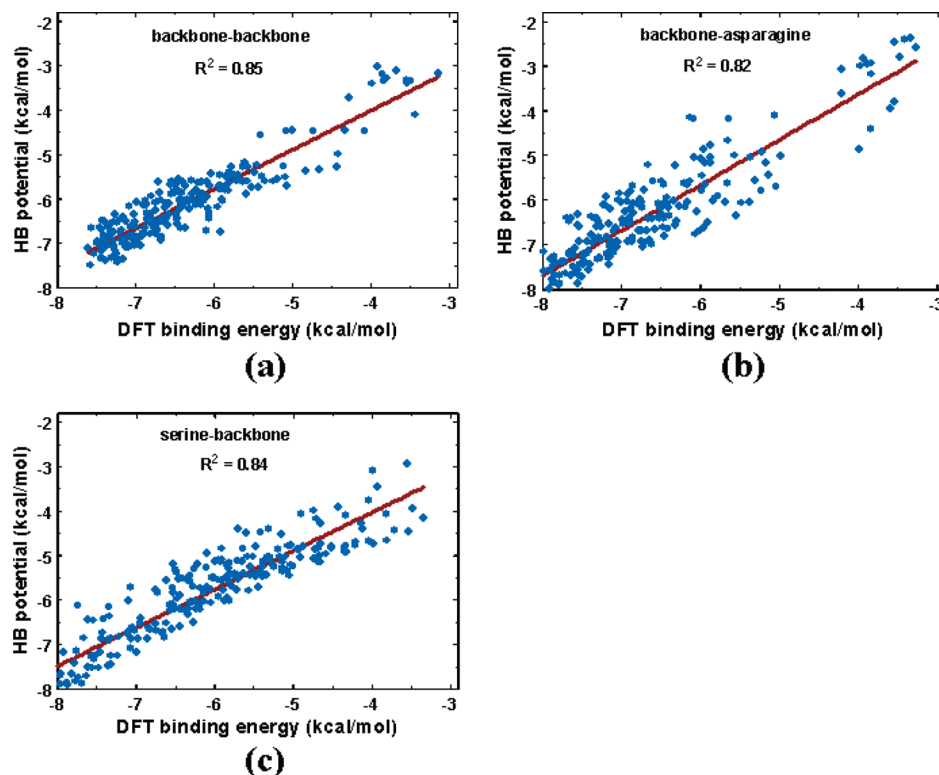 backbone-backbone
R² = 0.85
HB potential (kcal/mol)
-2
-3
-4
-5
-6
-7
-8
-8 -7 -6 -5 -4 -3
DFT binding energy (kcal/mol)
(a)
backbone-asparagine
R² = 0.82
HB potential (kcal/mol)
-2
-3
-4
-5
-6
-7
-8
-8 -7 -6 -5 -4 -3
DFT binding energy (kcal/mol)
(b)
serine-backbone
R² = 0.84
HB potential (kcal/mol)
-2
-3
-4
-5
-6
-7
-8
-8 -7 -6 -5 -4 -3
DFT binding energy (kcal/mol)
(c)